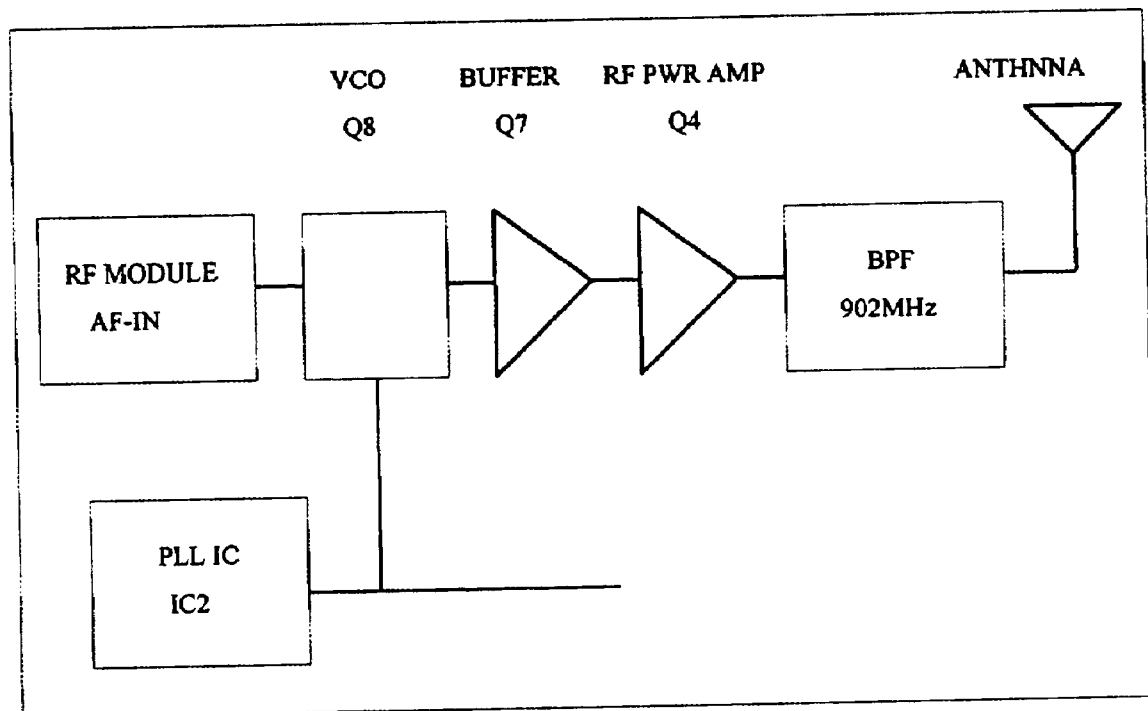 VCO
Q8
BUFFER
Q7
RF PWR AMP
Q4
ANTHNNA
RF MODULE
AF-IN
BPF
902MHz
PLL IC
IC2